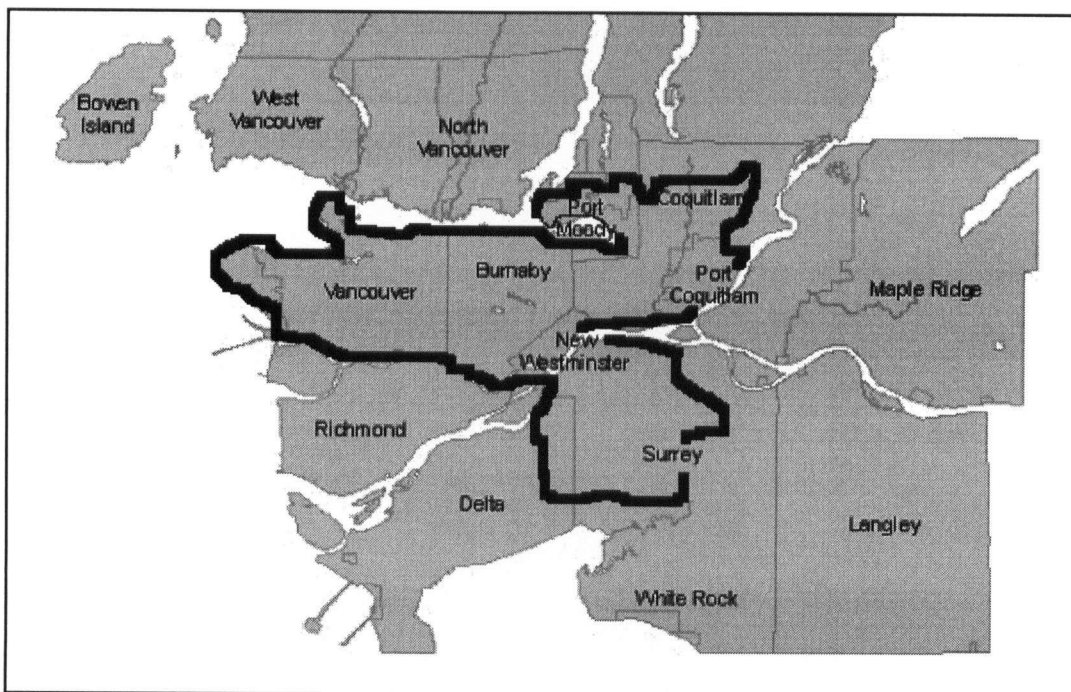 Bowen
Island
West
Vancouver
North
Vancouver
Port
Moody
Coquitlam
Vancouver
Burnaby
Port
Coquitlam
Maple Ridge
New
Westminster
Richmond
Surrey
Delta
Langley
White Rock